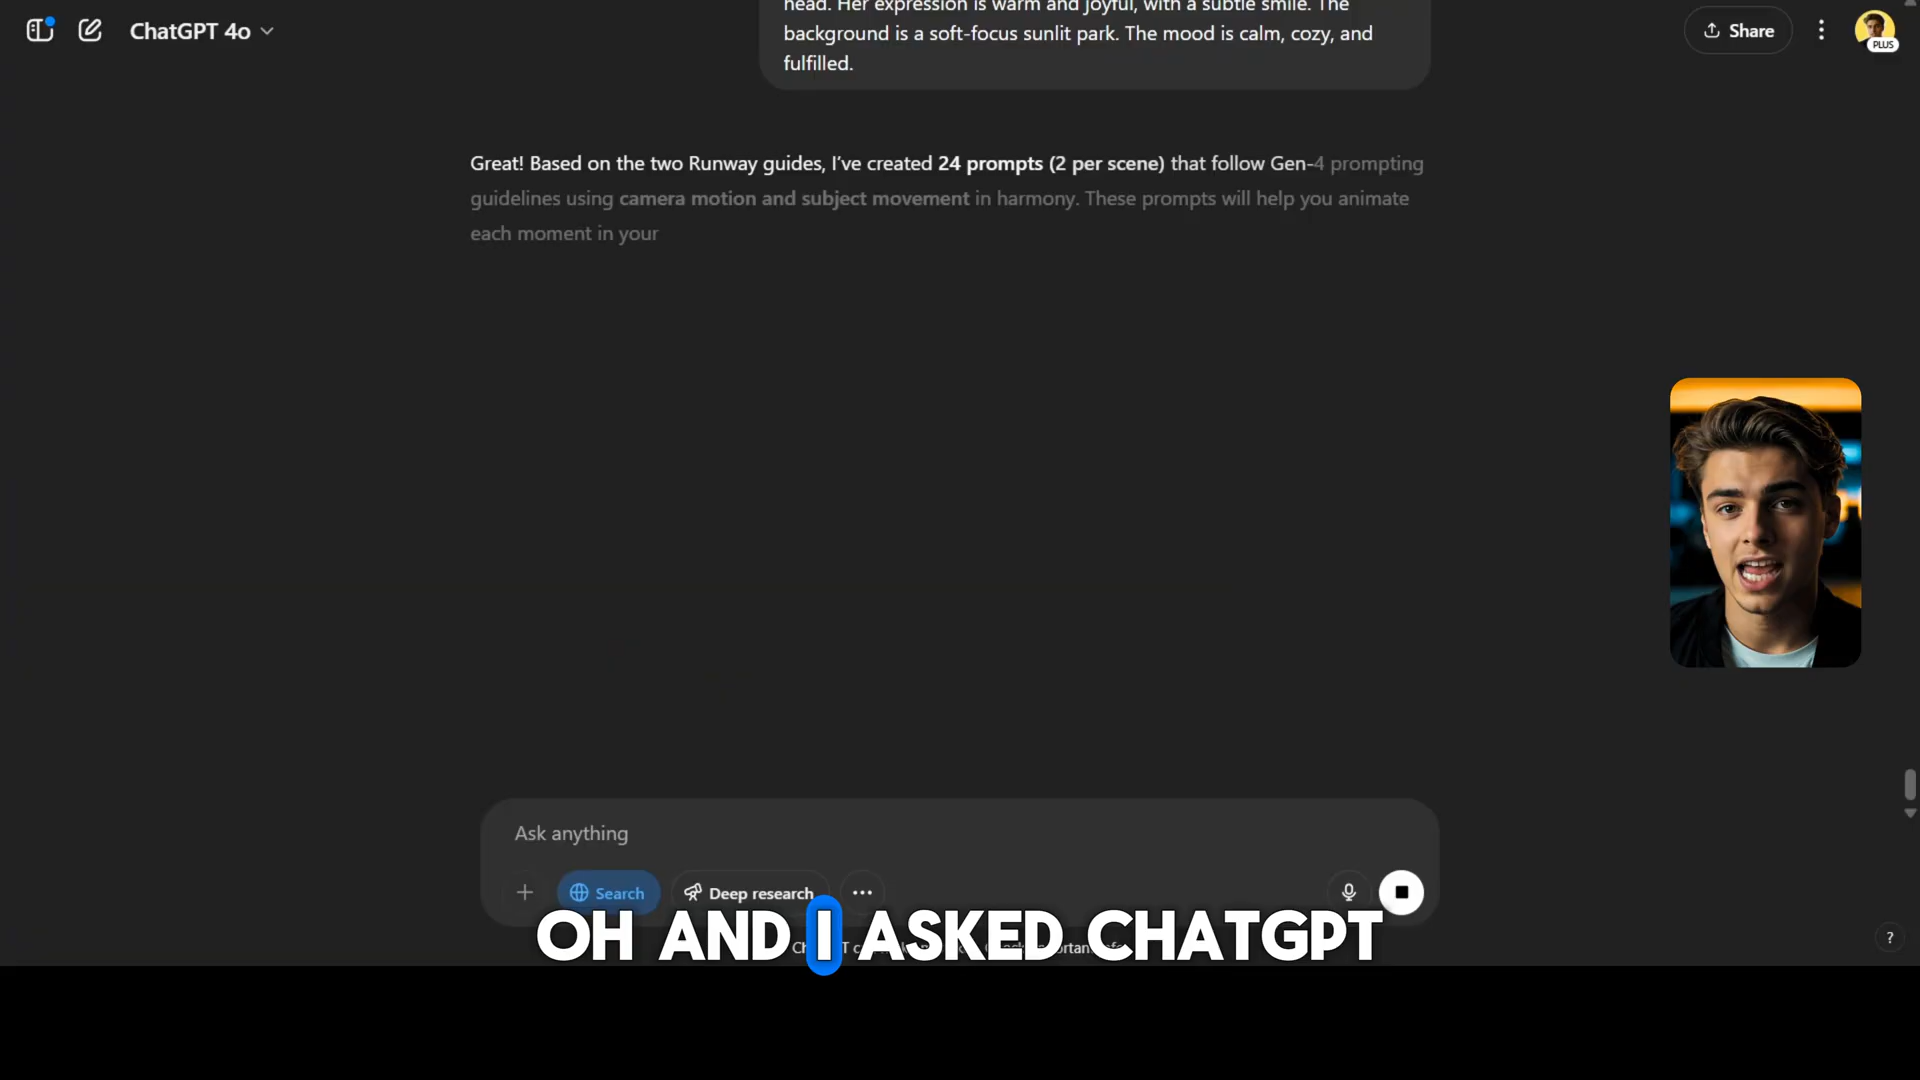 ChatGPT 4o
head. Her expression is warm and joyful, with a subtle smile. The
background is a soft-focus sunlit park. The mood is calm, cozy, and
fulfilled.
Share
PLUS
Great! Based on the two Runway guides, I've created 24 prompts (2 per scene) that follow Gen-4 prompting
guidelines using camera motion and subject movement in harmony. These prompts will help you animate
each moment in your
Ask anything
Search
Deep research
OH AND I ASKED CHATGPT
?